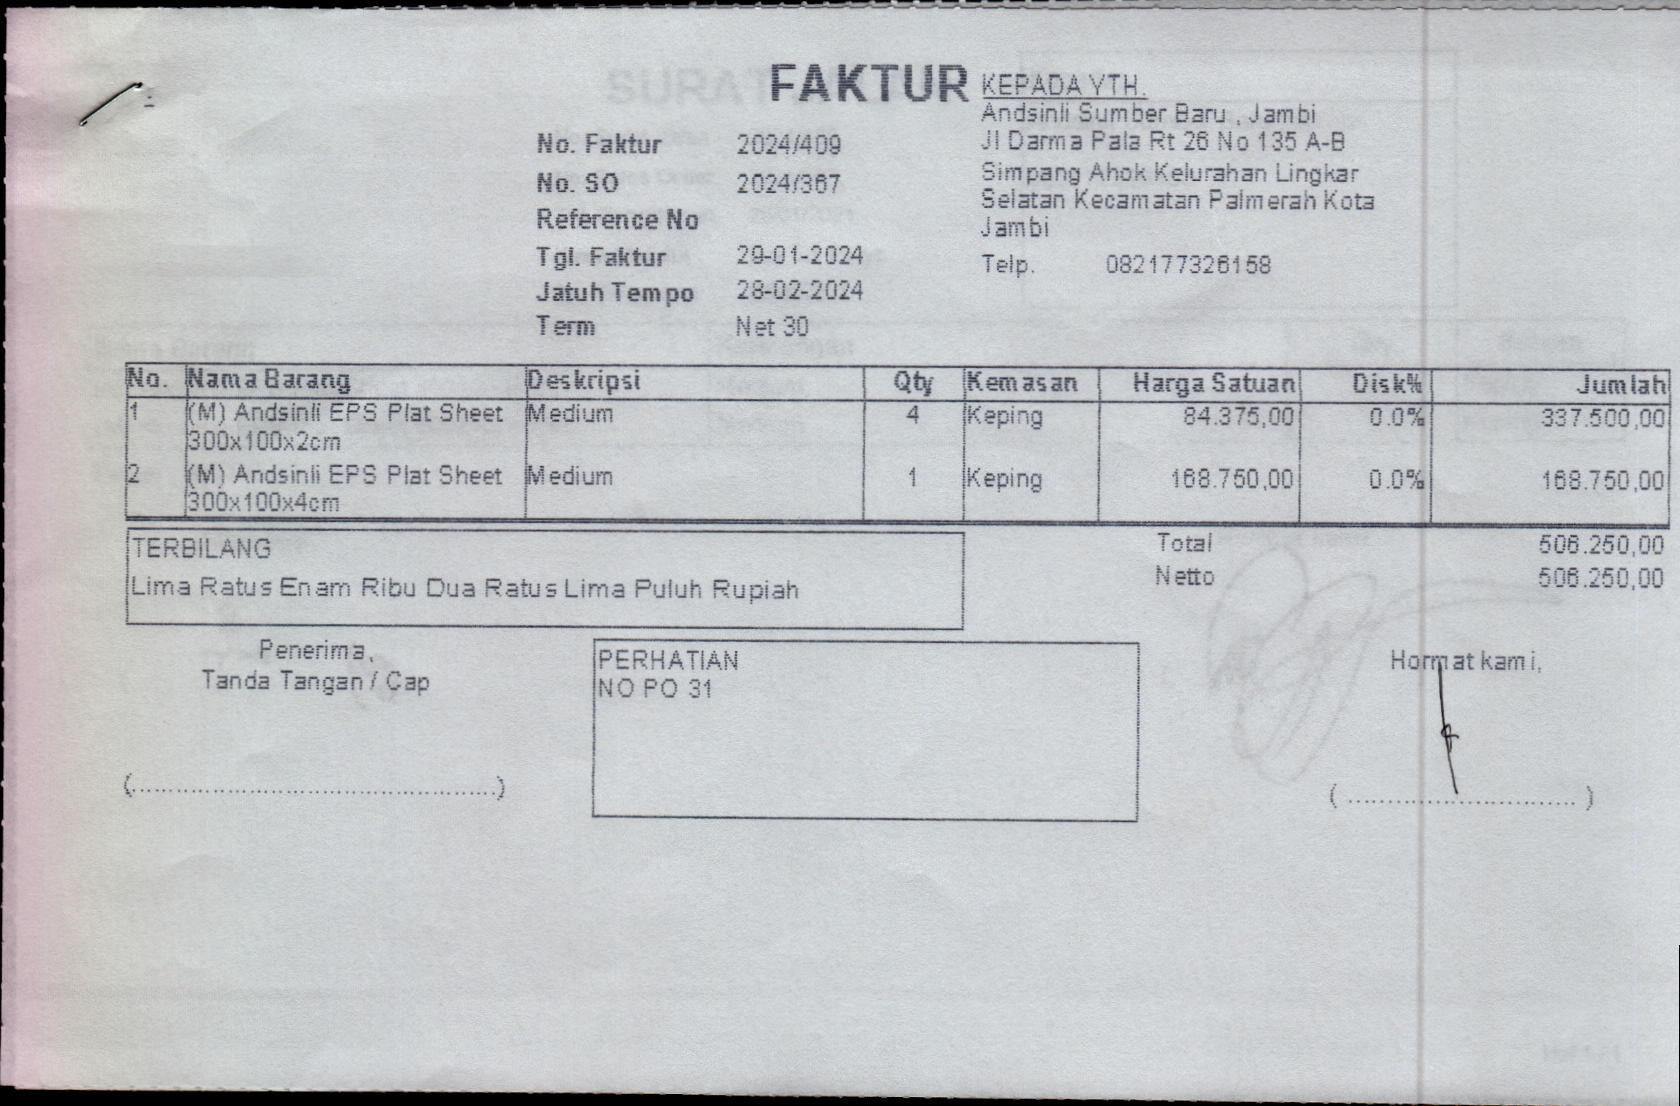 FAKTUR
No. Faktur 2024/409
No. SO 2024/367
Reference No
Tgl. Faktur 29-01-2024
Jatuh Tempo 28-02-2024
Term Net 30
KEPADA YTH.
Andsinli Sumber Baru , Jambi
Jl Darma Pala Rt 26 No 135 A-B
Simpang Ahok Kelurahan Lingkar
Selatan Kecamatan Palmerah Kota
Jambi
Telp. 082177326158
No. Nama Barang Deskripsi Qty Kemasan Harga Satuan Disk% Jumlah
1 (M) Andsinli EPS Plat Sheet Medium 4 Keping 84.375,00 0.0% 337.500,00
300x100x2cm
2 (M) Andsinli EPS Plat Sheet Medium 1 Keping 168.750,00 0.0% 168.750,00
300x100x4cm
TERBILANG
Lima Ratus Enam Ribu Dua Ratus Lima Puluh Rupiah
Total 506.250,00
Netto 506.250,00
Penerima,
Tanda Tangan / Cap
(..................................................)
PERHATIAN
NO PO 31
Hormat kami,
( ............................... )